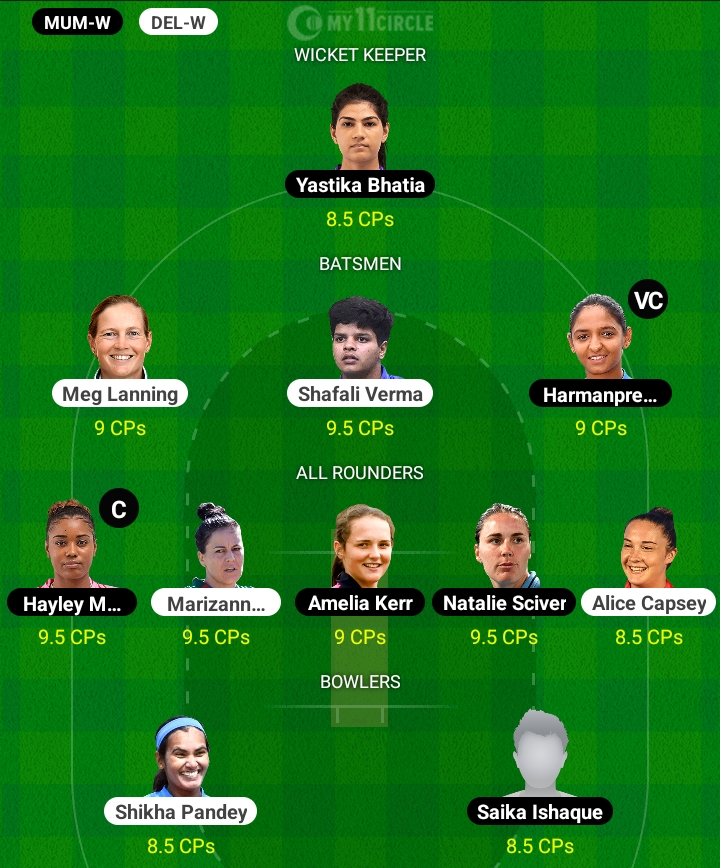 MUM-W DEL-W
MY11CIRCLE
WICKET KEEPER
Yastika Bhatia
8.5 CPs
BATSMEN
VC
Meg Lanning Shafali Verma Harmanpre...
9 CPs 9.5 CPs 9 CPs
ALL ROUNDERS
C
Hayley M... Marizann... Amelia Kerr Natalie Sciver Alice Capsey
9.5 CPs 9.5 CPs 9 CPs 9.5 CPs 8.5 CPs
BOWLERS
Shikha Pandey Saika Ishaque
8.5 CPs 8.5 CPs